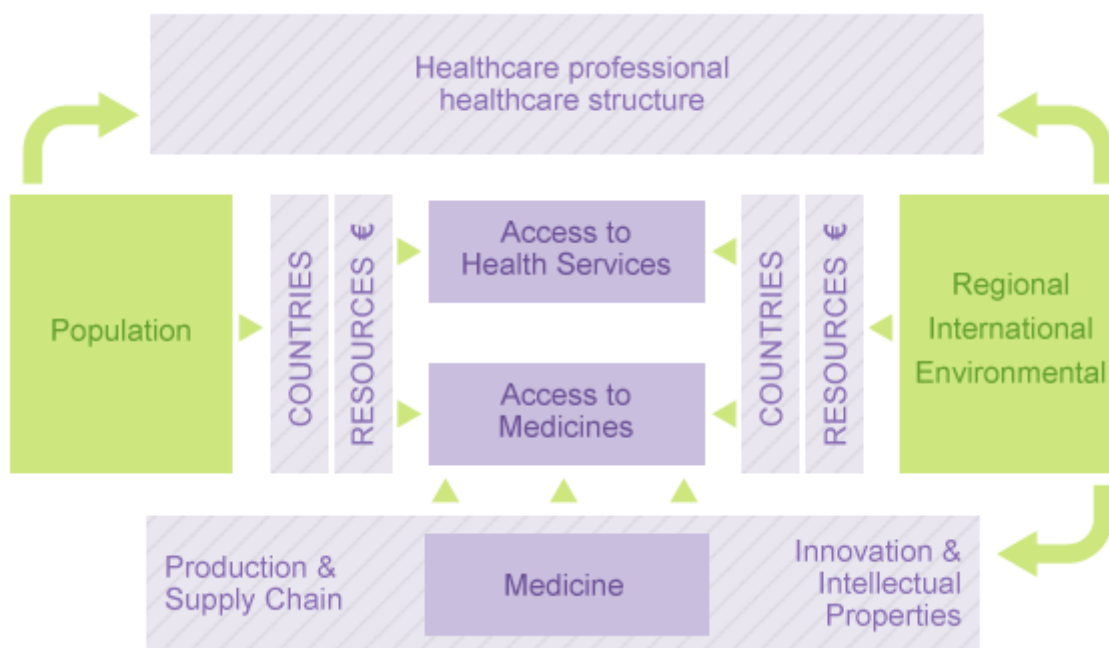 Healthcare professional
healthcare structure
Population
COUNTRIES
RESOURCES €
Access to
Health Services
Access to
Medicines
COUNTRIES
RESOURCES €
Regional
International
Environmental
Production &
Supply Chain
Medicine
Innovation &
Intellectual
Properties